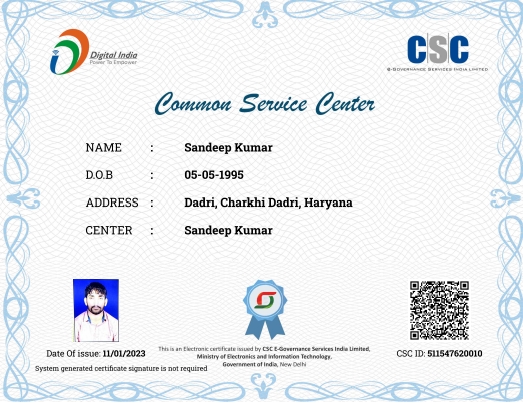 Digital India
Power To Empower
CSC
E-GOVERNANCE SERVICES INDIA LIMITED
Common Service Center
NAME : Sandeep Kumar
D.O.B : 05-05-1995
ADDRESS : Dadri, Charkhi Dadri, Haryana
CENTER : Sandeep Kumar
Date Of issue: 11/01/2023
This is an Electronic certificate issued by CSC E-Governance Services India Limited,
Ministry of Electronics and Information Technology,
Government of India, New Delhi
CSC ID: 511547620010
System generated certificate signature is not required